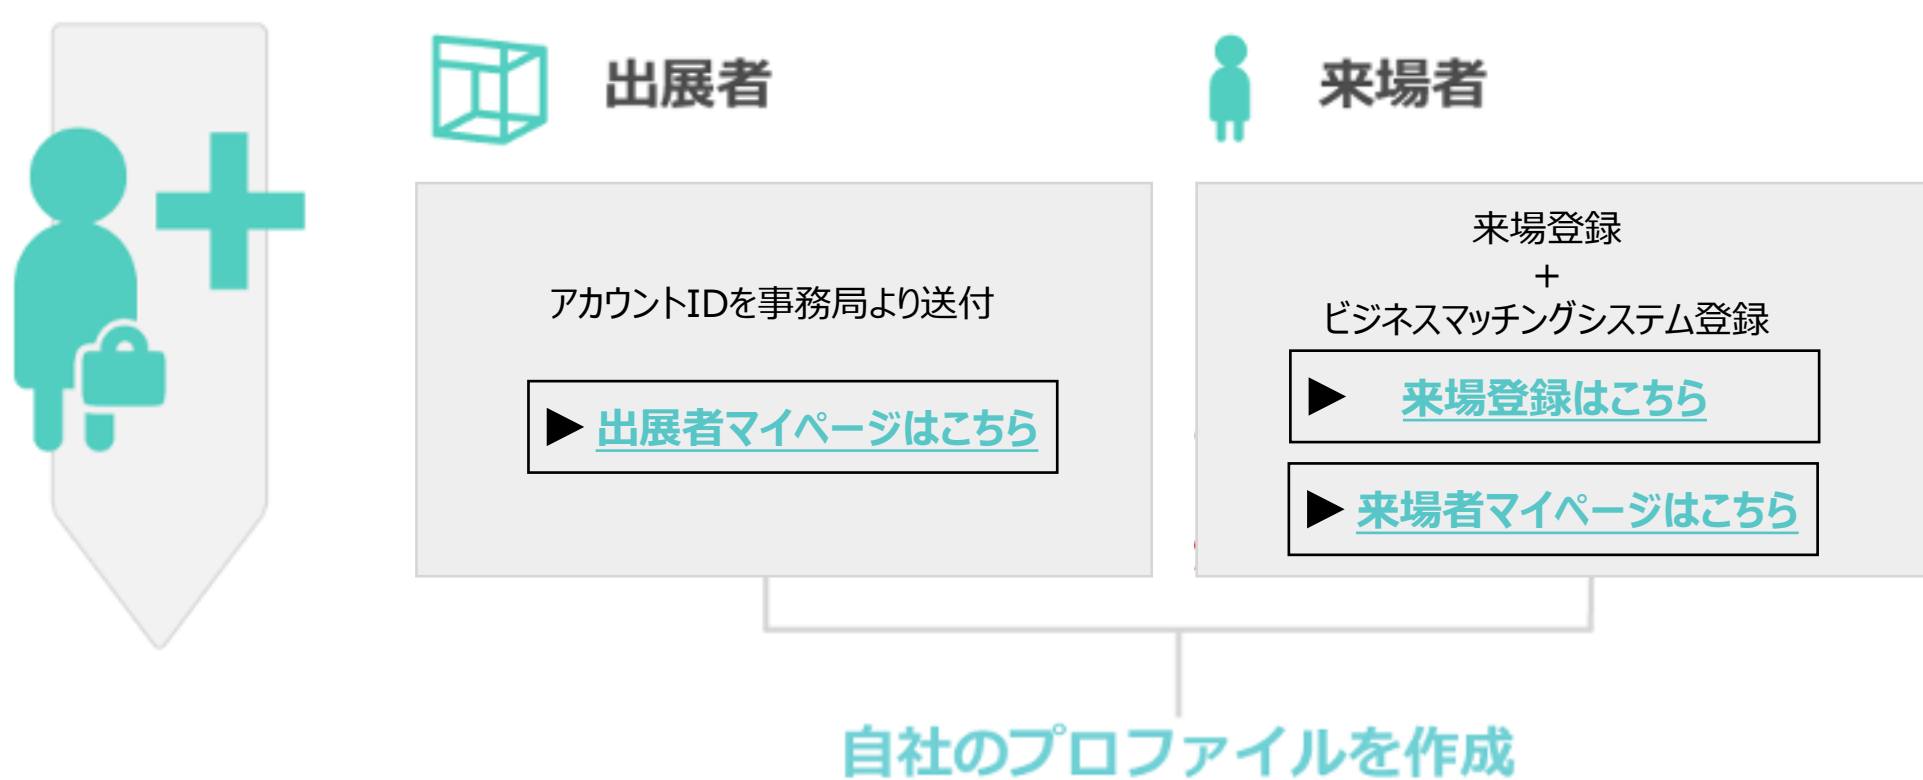 出展者
アカウントIDを事務局より送付
▶ 出展者マイページはこちら
来場者
来場登録
+
ビジネスマッチングシステム登録
▶ 来場登録はこちら
▶ 来場者マイページはこちら
自社のプロファイルを作成